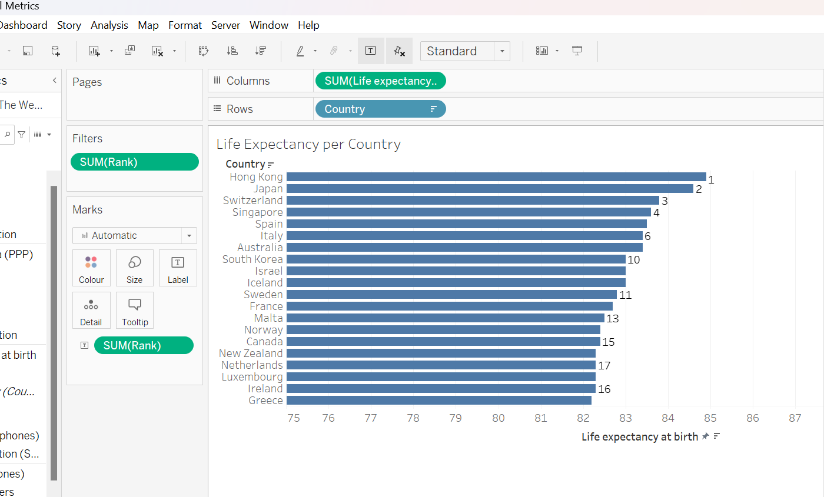 l Metrics
Dashboard Story Analysis Map Format Server Window Help
Standard
cs
The We...
tion
n (PPP)
tion
at birth
r (Cou...
phones)
tion (S...
ones)
ers
Pages
Filters
SUM(Rank)
Marks
Automatic
Colour Size Label
Detail Tooltip
SUM(Rank)
Columns SUM(Life expectancy..
Rows Country
Life Expectancy per Country
Country
Hong Kong 1
Japan 2
Switzerland 3
Singapore 4
Spain
Italy 6
Australia
South Korea 10
Israel
Iceland
Sweden 11
France
Malta 13
Norway
Canada 15
New Zealand
Netherlands 17
Luxembourg
Ireland 16
Greece
75 76 77 78 79 80 81 82 83 84 85 86 87
Life expectancy at birth